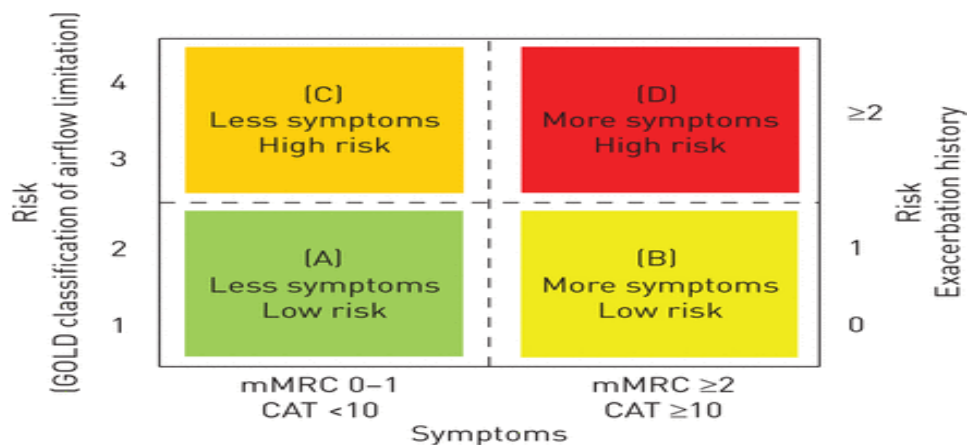 Risk
(GOLD classification of airflow limitation)
4
3
2
1
(C)
Less symptoms
High risk
(D)
More symptoms
High risk
(A)
Less symptoms
Low risk
(B)
More symptoms
Low risk
≥2
1
0
Risk
Exacerbation history
mMRC 0–1
CAT <10
mMRC ≥2
CAT ≥10
Symptoms